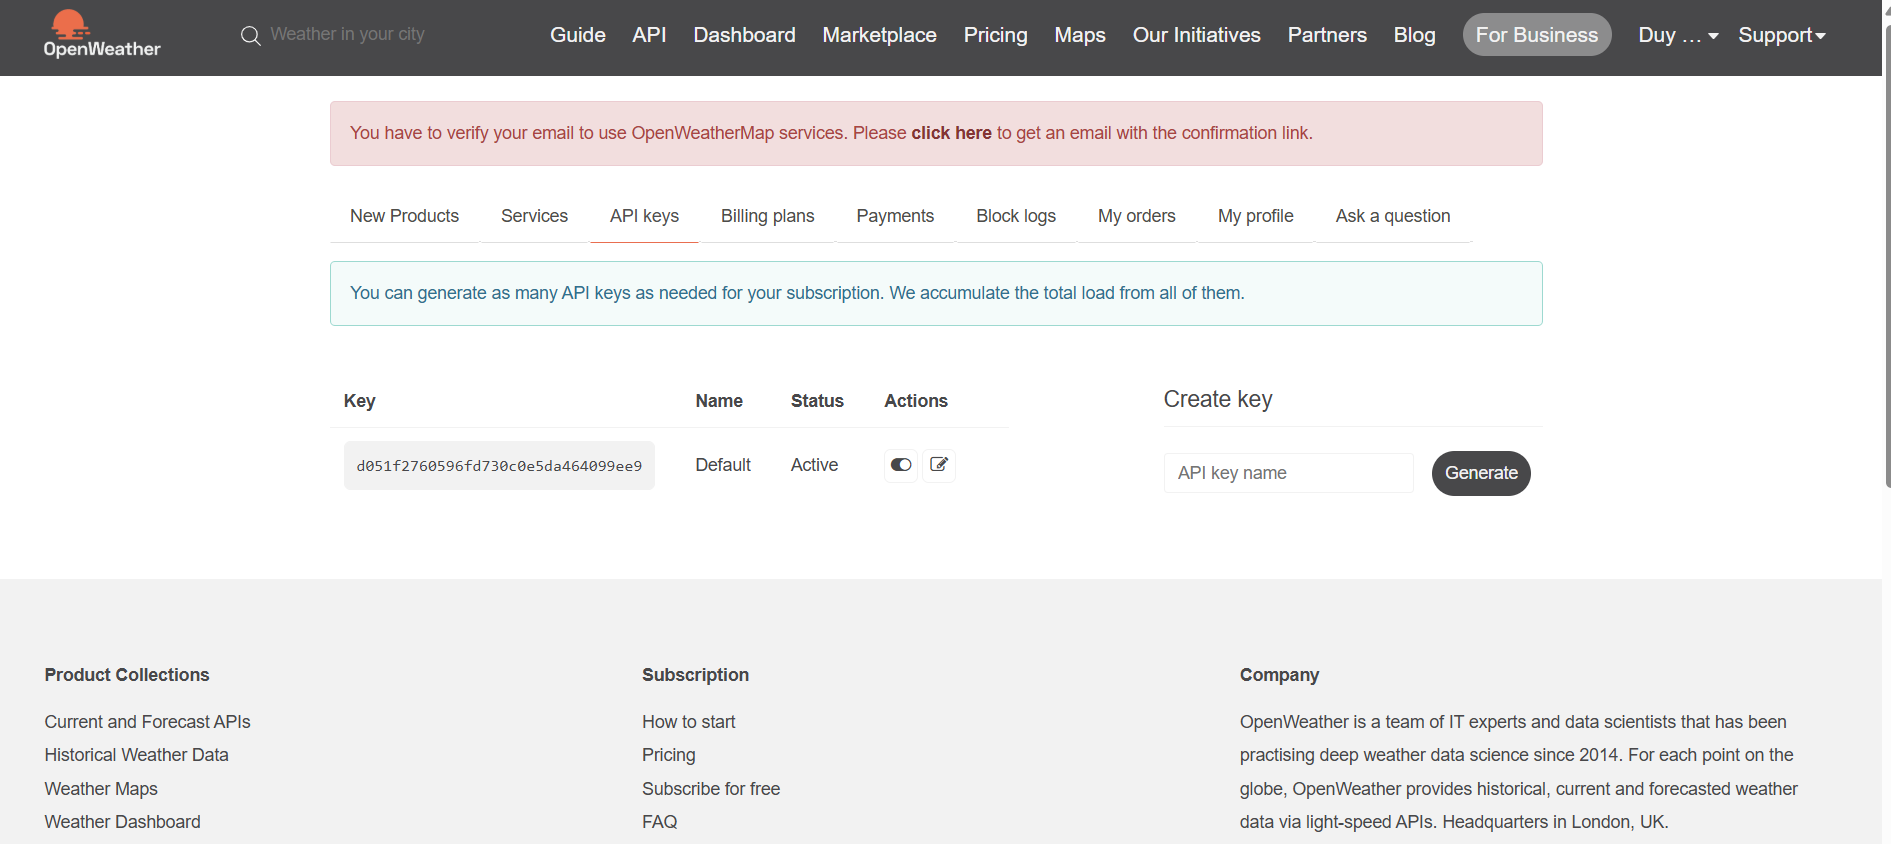 OpenWeather
Weather in your city
Guide API Dashboard Marketplace Pricing Maps Our Initiatives Partners Blog For Business Duy ... Support
You have to verify your email to use OpenWeatherMap services. Please click here to get an email with the confirmation link.
New Products Services API keys Billing plans Payments Block logs My orders My profile Ask a question
You can generate as many API keys as needed for your subscription. We accumulate the total load from all of them.
Key Name Status Actions
d051f2760596fd730c0e5da464099ee9 Default Active
Create key
API key name Generate
Product Collections
Current and Forecast APIs
Historical Weather Data
Weather Maps
Weather Dashboard
Subscription
How to start
Pricing
Subscribe for free
FAQ
Company
OpenWeather is a team of IT experts and data scientists that has been
practising deep weather data science since 2014. For each point on the
globe, OpenWeather provides historical, current and forecasted weather
data via light-speed APIs. Headquarters in London, UK.